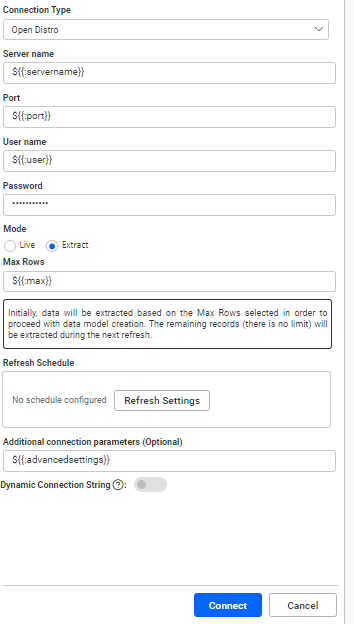 Connection Type
Open Distro
Server name
${{:servername}}
Port
${{:port}}
User name
${{:user}}
Password
•••••••••••
Mode
Live Extract
Max Rows
${{:max}}
Initially, data will be extracted based on the Max Rows selected in order to
proceed with data model creation. The remaining records (there is no limit) will
be extracted during the next refresh.
Refresh Schedule
No schedule configured Refresh Settings
Additional connection parameters (Optional)
${{:advancedsettings}}
Dynamic Connection String ? :
Connect Cancel